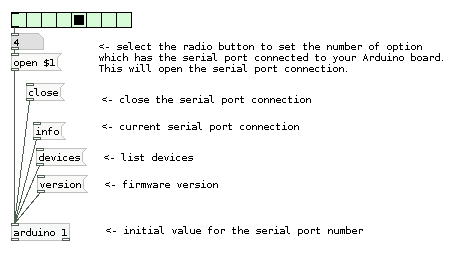 4
<- select the radio button to set the number of option
which has the serial port connected to your Arduino board.
This will open the serial port connection.
open $1
close
<- close the serial port connection
info
<- current serial port connection
devices
<- list devices
version
<- firmware version
arduino 1
<- initial value for the serial port number